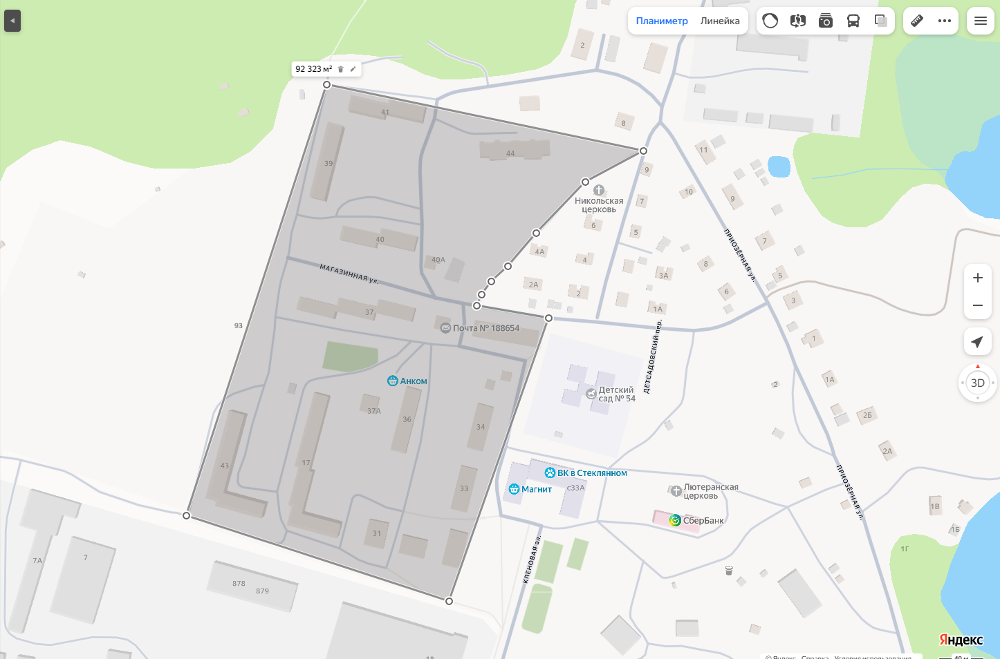 Планиметр
Линейка
2
92 323 м²
41
8
44
39
11
9
10
Никольская
церковь
7
9
6
5
ПРИОЗЁРНАЯ ул.
7
40
4А
40А
4
8
МАГАЗИННАЯ ул.
3А
5
2А
2
6
3
37
1А
93
Почта № 188654
ДЕТСАДОВСКИЙ пер.
7
Анком
2
1А
3D
Детский
сад № 54
37А
36
2Б
34
2А
43
17
ВК в Стеклянном
ПРИОЗЁРНАЯ ул.
33
Магнит
с33А
Лютеранская
церковь
1В
СберБанк
31
1Б
7А
7
КЛЕНОВАЯ ал.
1Г
878
879
Яндекс
18
© Яндекс Справка Условия использования
40 м